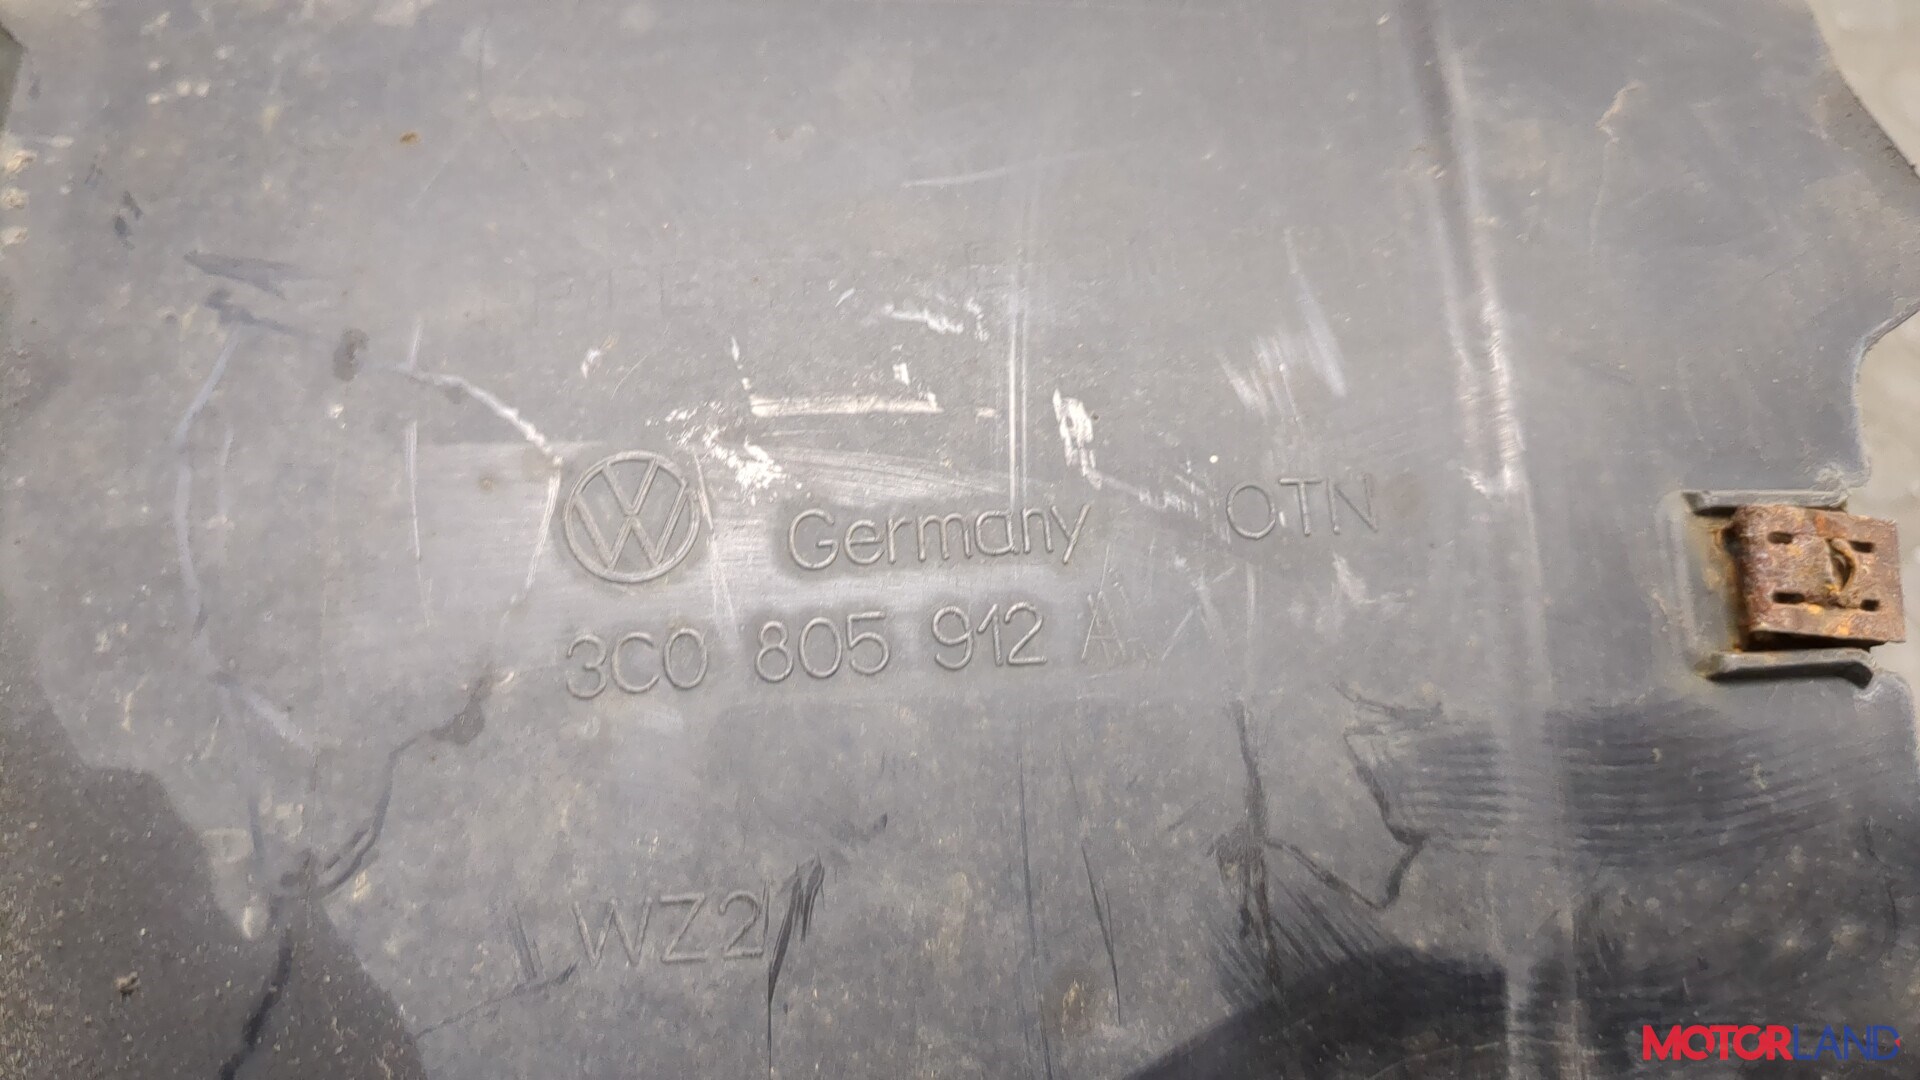 Germany OTN
3C0 805 912 A
WZ2
MOTORLAND